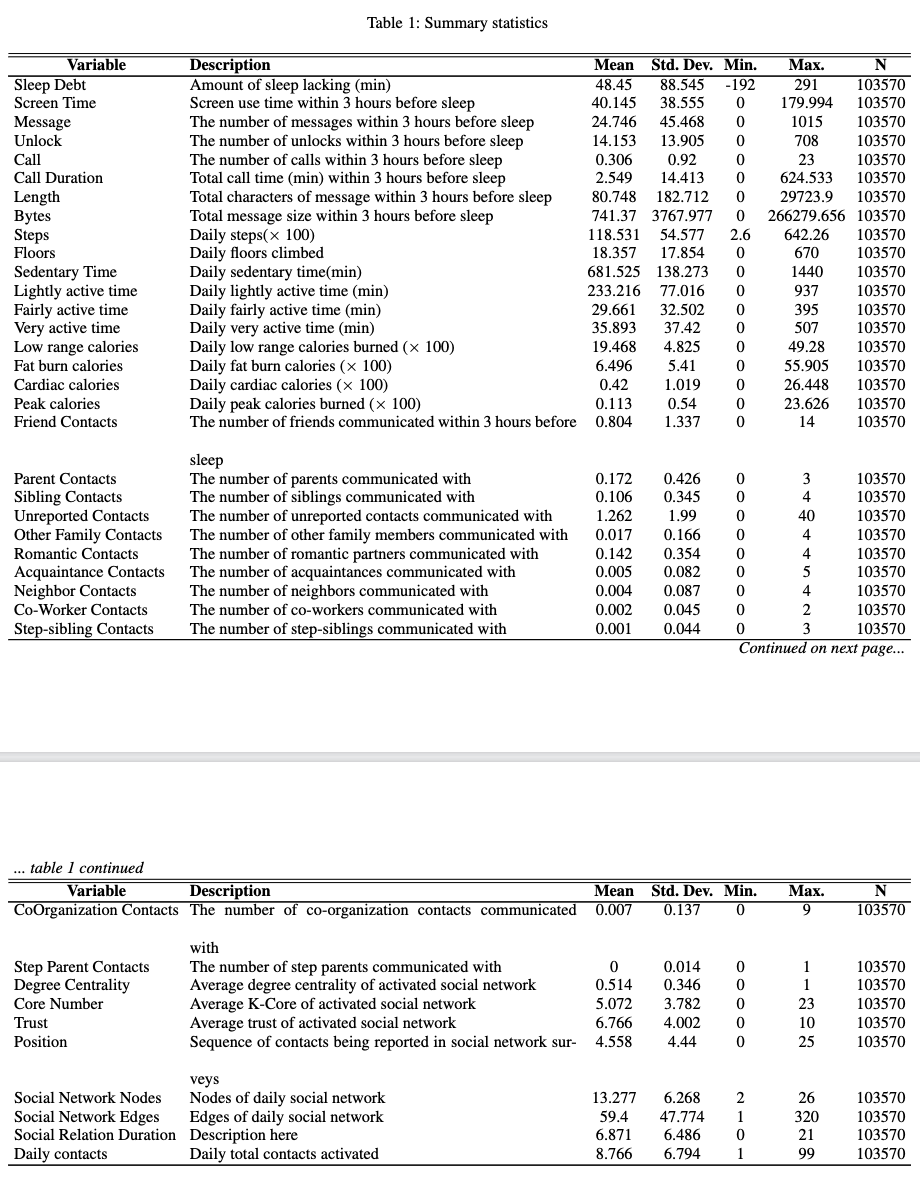 Table 1: Summary statistics
Variable Description Mean Std. Dev. Min. Max. N
Sleep Debt Amount of sleep lacking (min) 48.45 88.545 -192 291 103570
Screen Time Screen use time within 3 hours before sleep 40.145 38.555 0 179.994 103570
Message The number of messages within 3 hours before sleep 24.746 45.468 0 1015 103570
Unlock The number of unlocks within 3 hours before sleep 14.153 13.905 0 708 103570
Call The number of calls within 3 hours before sleep 0.306 0.92 0 23 103570
Call Duration Total call time (min) within 3 hours before sleep 2.549 14.413 0 624.533 103570
Length Total characters of message within 3 hours before sleep 80.748 182.712 0 29723.9 103570
Bytes Total message size within 3 hours before sleep 741.37 3767.977 0 266279.656 103570
Steps Daily steps(× 100) 118.531 54.577 2.6 642.26 103570
Floors Daily floors climbed 18.357 17.854 0 670 103570
Sedentary Time Daily sedentary time(min) 681.525 138.273 0 1440 103570
Lightly active time Daily lightly active time (min) 233.216 77.016 0 937 103570
Fairly active time Daily fairly active time (min) 29.661 32.502 0 395 103570
Very active time Daily very active time (min) 35.893 37.42 0 507 103570
Low range calories Daily low range calories burned (× 100) 19.468 4.825 0 49.28 103570
Fat burn calories Daily fat burn calories (× 100) 6.496 5.41 0 55.905 103570
Cardiac calories Daily cardiac calories (× 100) 0.42 1.019 0 26.448 103570
Peak calories Daily peak calories burned (× 100) 0.113 0.54 0 23.626 103570
Friend Contacts The number of friends communicated within 3 hours before 0.804 1.337 0 14 103570
sleep
Parent Contacts The number of parents communicated with 0.172 0.426 0 3 103570
Sibling Contacts The number of siblings communicated with 0.106 0.345 0 4 103570
Unreported Contacts The number of unreported contacts communicated with 1.262 1.99 0 40 103570
Other Family Contacts The number of other family members communicated with 0.017 0.166 0 4 103570
Romantic Contacts The number of romantic partners communicated with 0.142 0.354 0 4 103570
Acquaintance Contacts The number of acquaintances communicated with 0.005 0.082 0 5 103570
Neighbor Contacts The number of neighbors communicated with 0.004 0.087 0 4 103570
Co-Worker Contacts The number of co-workers communicated with 0.002 0.045 0 2 103570
Step-sibling Contacts The number of step-siblings communicated with 0.001 0.044 0 3 103570
Continued on next page...
... table 1 continued
Variable Description Mean Std. Dev. Min. Max. N
CoOrganization Contacts The number of co-organization contacts communicated 0.007 0.137 0 9 103570
with
Step Parent Contacts The number of step parents communicated with 0 0.014 0 1 103570
Degree Centrality Average degree centrality of activated social network 0.514 0.346 0 1 103570
Core Number Average K-Core of activated social network 5.072 3.782 0 23 103570
Trust Average trust of activated social network 6.766 4.002 0 10 103570
Position Sequence of contacts being reported in social network sur- 4.558 4.44 0 25 103570
veys
Social Network Nodes Nodes of daily social network 13.277 6.268 2 26 103570
Social Network Edges Edges of daily social network 59.4 47.774 1 320 103570
Social Relation Duration Description here 6.871 6.486 0 21 103570
Daily contacts Daily total contacts activated 8.766 6.794 1 99 103570